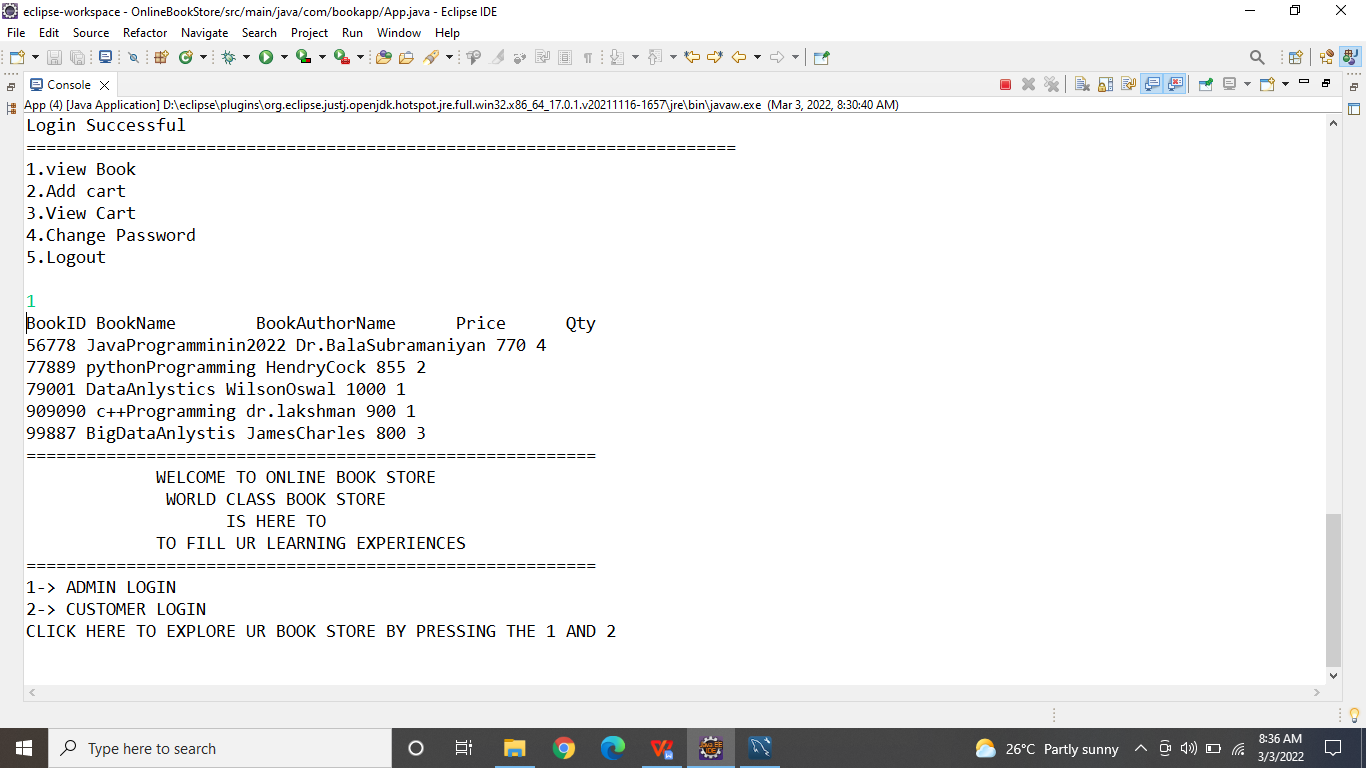 eclipse-workspace - OnlineBookStore/src/main/java/com/bookapp/App.java - Eclipse IDE
File Edit Source Refactor Navigate Search Project Run Window Help
Console
App (4) [Java Application] D:\eclipse\plugins\org.eclipse.justj.openjdk.hotspot.jre.full.win32.x86_64_17.0.1.v20211116-1657\jre\bin\javaw.exe (Mar 3, 2022, 8:30:40 AM)
Login Successful
=======================================================================
1.view Book
2.Add cart
3.View Cart
4.Change Password
5.Logout
1
BookID BookName        BookAuthorName      Price      Qty
56778 JavaProgramminin2022 Dr.BalaSubramaniyan 770 4
77889 pythonProgramming HendryCock 855 2
79001 DataAnlystics WilsonOswal 1000 1
909090 c++Programming dr.lakshman 900 1
99887 BigDataAnlystis JamesCharles 800 3
=========================================================
WELCOME TO ONLINE BOOK STORE
WORLD CLASS BOOK STORE
IS HERE TO
TO FILL UR LEARNING EXPERIENCES
=========================================================
1-> ADMIN LOGIN
2-> CUSTOMER LOGIN
CLICK HERE TO EXPLORE UR BOOK STORE BY PRESSING THE 1 AND 2
Type here to search
26°C Partly sunny
8:36 AM
3/3/2022